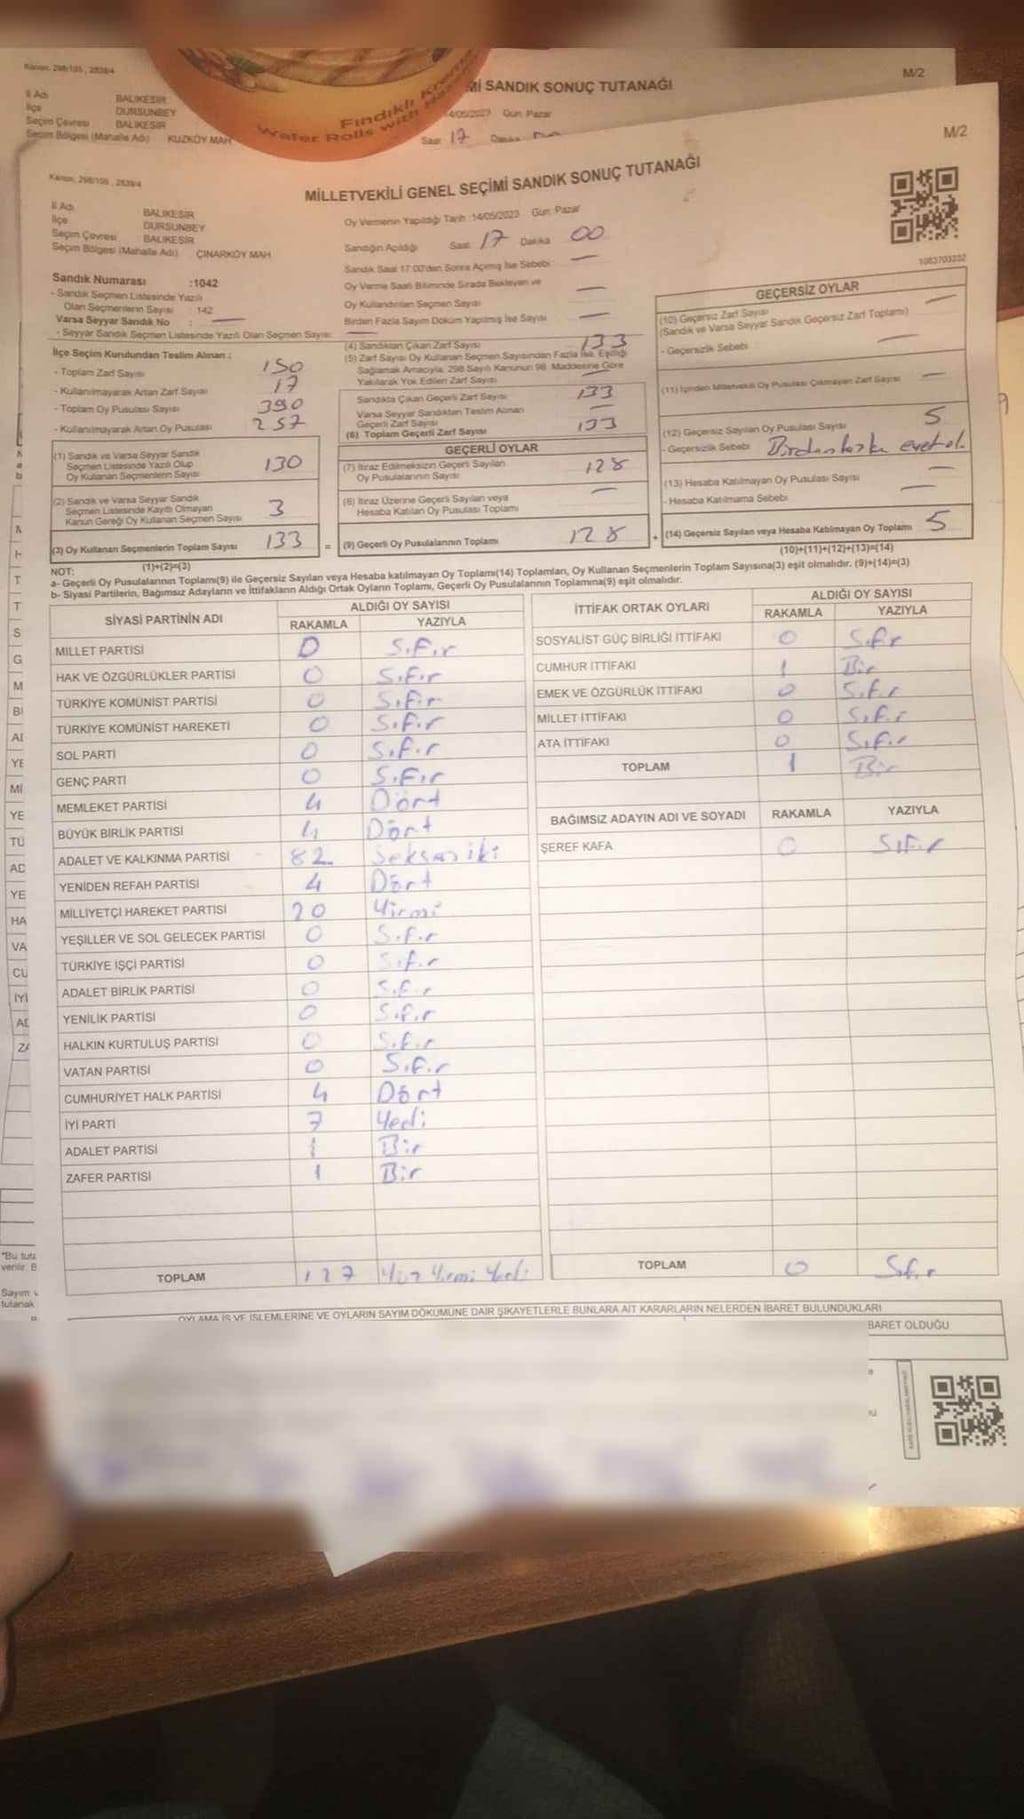 Kanun, 298/105, 2839/4
M/2
Fındıklı
Wafer Rolls with
Mİ SANDIK SONUÇ TUTANAĞI
İl Adı BALIKESİR
İlçe DURSUNBEY
Seçim Çevresi BALIKESİR
Seçim Bölgesi (Mahalle Adı) KUZKÖY MAH
14/05/2023 Gün: Pazar
Saat 17
M/2
Kanun, 298/105, 2839/4
MİLLETVEKİLİ GENEL SEÇİMİ SANDIK SONUÇ TUTANAĞI
İl Adı BALIKESİR
İlçe DURSUNBEY
Seçim Çevresi BALIKESİR
Seçim Bölgesi (Mahalle Adı) ÇINARKÖY MAH
Oy Vermenin Yapıldığı Tarih :14/05/2023 Gün: Pazar
Sandığın Açıldığı Saat 17 Dakika 00
Sandık Saat 17:00'den Sonra Açılmış İse Sebebi —
Oy Verme Saati Bitiminde Sırada Bekleyen ve
Oy Kullandırılan Seçmen Sayısı —
Birden Fazla Sayım Döküm Yapılmış İse Sayısı —
1063703232
Sandık Numarası :1042
- Sandık Seçmen Listesinde Yazılı
Olan Seçmenlerin Sayısı : 142
Varsa Seyyar Sandık No : —
- Seyyar Sandık Seçmen Listesinde Yazılı Olan Seçmen Sayısı:
İlçe Seçim Kurulundan Teslim Alınan :
- Toplam Zarf Sayısı 150
- Kullanılmayarak Artan Zarf Sayısı 17
- Toplam Oy Pusulası Sayısı 390
- Kullanılmayarak Artan Oy Pusulası 257
(1) Sandık ve Varsa Seyyar Sandık
Seçmen Listesinde Yazılı Olup
Oy Kullanan Seçmen Sayısı 130
(2) Sandık ve Varsa Seyyar Sandık
Seçmen Listesinde Kayıtlı Olmayan
Kanun Gereği Oy Kullanan Seçmen Sayısı 3
(3) Oy Kullanan Seçmenlerin Toplam Sayısı 133
(1)+(2)=(3)
(4) Sandıktan Çıkan Zarf Sayısı 133
(5) Zarf Sayısı Oy Kullanan Seçmen Sayısından Fazla İse, Eşitliği
Sağlamak Amacıyla; 298 Sayılı Kanunun 98. Maddesine Göre
Yakılarak Yok Edilen Zarf Sayısı —
Sandıkta Çıkan Geçerli Zarf Sayısı 133
Varsa Seyyar Sandıktan Teslim Alınan
Geçerli Zarf Sayısı —
(6) Toplam Geçerli Zarf Sayısı 133
GEÇERLİ OYLAR
(7) İtiraz Edilmeksizin Geçerli Sayılan
Oy Pusulalarının Sayısı 128
(8) İtiraz Üzerine Geçerli Sayılan veya
Hesaba Katılan Oy Pusulası Toplamı —
= (9) Geçerli Oy Pusulalarının Toplamı 128
GEÇERSİZ OYLAR
(10) Geçersiz Zarf Sayısı
(Sandık ve Varsa Seyyar Sandık Geçersiz Zarf Toplamı) —
- Geçersizlik Sebebi —
(11) İçinden Milletvekili Oy Pusulası Çıkmayan Zarf Sayısı —
(12) Geçersiz Sayılan Oy Pusulası Sayısı 5
- Geçersizlik Sebebi
(13) Hesaba Katılmayan Oy Pusulası Sayısı —
- Hesaba Katılmama Sebebi —
+ (14) Geçersiz Sayılan veya Hesaba Katılmayan Oy Toplamı 5
(10)+(11)+(12)+(13)=(14)
NOT:
a- Geçerli Oy Pusulalarının Toplamı(9) ile Geçersiz Sayılan veya Hesaba katılmayan Oy Toplamı(14) Toplamları, Oy Kullanan Seçmenlerin Toplam Sayısına(3) eşit olmalıdır. (9)+(14)=(3)
b- Siyasi Partilerin, Bağımsız Adayların ve İttifakların Aldığı Ortak Oyların Toplamı, Geçerli Oy Pusulalarının Toplamına(9) eşit olmalıdır.
SİYASİ PARTİNİN ADI ALDIĞI OY SAYISI
RAKAMLA YAZIYLA
MİLLET PARTİSİ 0 Sıfır
HAK VE ÖZGÜRLÜKLER PARTİSİ 0 Sıfır
TÜRKİYE KOMÜNİST PARTİSİ 0 Sıfır
TÜRKİYE KOMÜNİST HAREKETİ 0 Sıfır
SOL PARTİ 0 Sıfır
GENÇ PARTİ 0 Sıfır
MEMLEKET PARTİSİ 4 Dört
BÜYÜK BİRLİK PARTİSİ 4 Dört
ADALET VE KALKINMA PARTİSİ 82 Seksen iki
YENİDEN REFAH PARTİSİ 4 Dört
MİLLİYETÇİ HAREKET PARTİSİ 20 Yirmi
YEŞİLLER VE SOL GELECEK PARTİSİ 0 Sıfır
TÜRKİYE İŞÇİ PARTİSİ 0 Sıfır
ADALET BİRLİK PARTİSİ 0 Sıfır
YENİLİK PARTİSİ 0 Sıfır
HALKIN KURTULUŞ PARTİSİ 0 Sıfır
VATAN PARTİSİ 0 Sıfır
CUMHURİYET HALK PARTİSİ 4 Dört
İYİ PARTİ 7 Yedi
ADALET PARTİSİ 1 Bir
ZAFER PARTİSİ 1 Bir
TOPLAM 127 Yüz Yirmi Yedi
İTTİFAK ORTAK OYLARI ALDIĞI OY SAYISI
RAKAMLA YAZIYLA
SOSYALİST GÜÇ BİRLİĞİ İTTİFAKI 0 Sıfır
CUMHUR İTTİFAKI 1 Bir
EMEK VE ÖZGÜRLÜK İTTİFAKI 0 Sıfır
MİLLET İTTİFAKI 0 Sıfır
ATA İTTİFAKI 0 Sıfır
TOPLAM 1 Bir
BAĞIMSIZ ADAYIN ADI VE SOYADI RAKAMLA YAZIYLA
ŞEREF KAFA 0 Sıfır
TOPLAM 0 Sıfır
OYLAMA İŞ VE İŞLEMLERİNE VE OYLARIN SAYIM DÖKÜMÜNE DAİR ŞİKAYETLERLE BUNLARA AİT KARARLARIN NELERDEN İBARET BULUNDUKLARI
BARET OLDUĞU